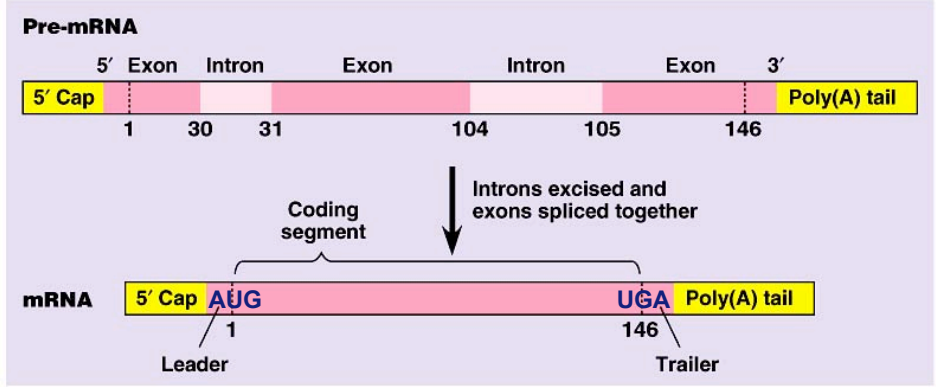 Pre-mRNA
5′ Exon Intron Exon Intron Exon 3′
5′ Cap Poly(A) tail
1 30 31 104 105 146
Introns excised and
exons spliced together
Coding
segment
mRNA 5′ Cap AUG UGA Poly(A) tail
1 146
Leader Trailer